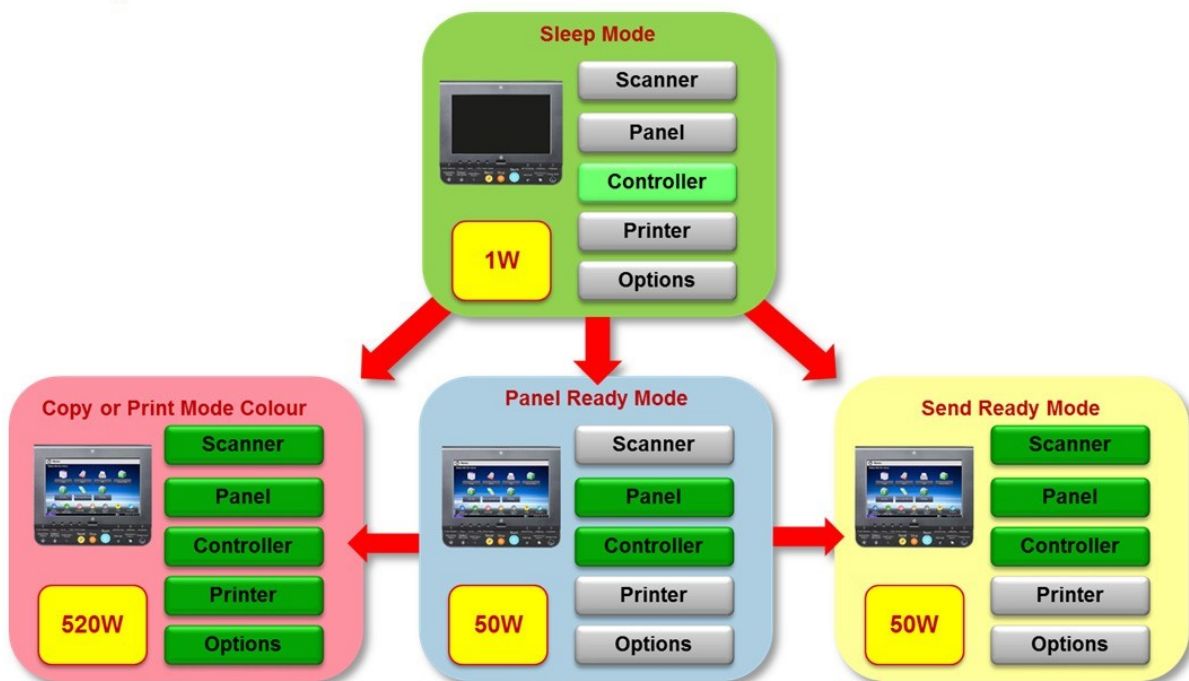 Sleep Mode
Scanner
Panel
Controller
Printer
Options
1W
Copy or Print Mode Colour
Scanner
Panel
Controller
Printer
Options
520W
Panel Ready Mode
Scanner
Panel
Controller
Printer
Options
50W
Send Ready Mode
Scanner
Panel
Controller
Printer
Options
50W